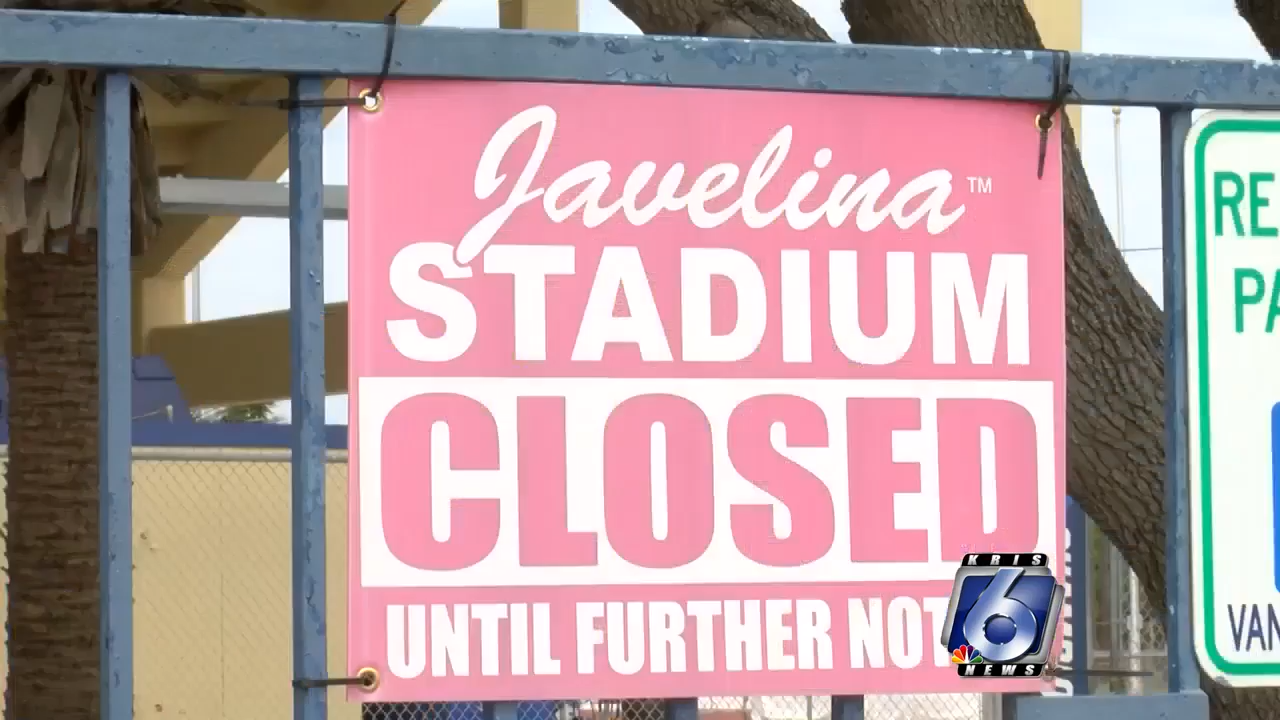 Javelina™
STADIUM
CLOSED
UNTIL FURTHER NOT
KRIS
6
NEWS
RE
PA
VAN